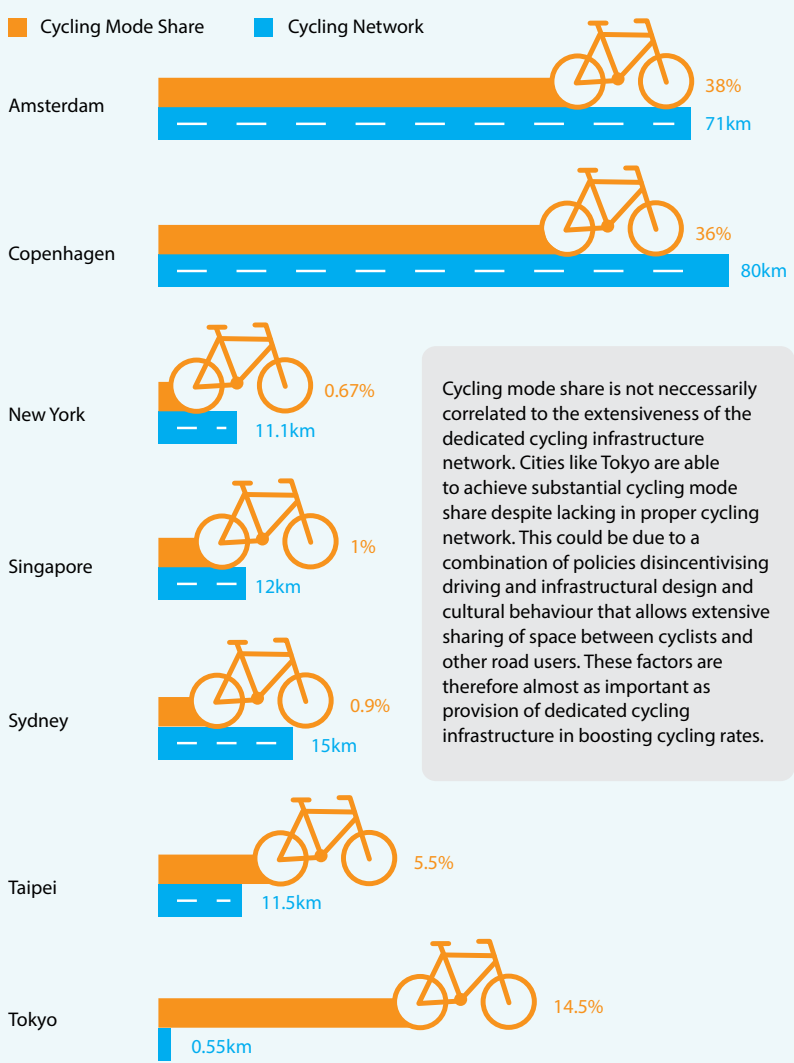 Cycling Mode Share
Cycling Network
Amsterdam
38%
71km
Copenhagen
36%
80km
New York
0.67%
11.1km
Singapore
1%
12km
Sydney
0.9%
15km
Cycling mode share is not neccessarily
correlated to the extensiveness of the
dedicated cycling infrastructure
network. Cities like Tokyo are able
to achieve substantial cycling mode
share despite lacking in proper cycling
network. This could be due to a
combination of policies disincentivising
driving and infrastructural design and
cultural behaviour that allows extensive
sharing of space between cyclists and
other road users. These factors are
therefore almost as important as
provision of dedicated cycling
infrastructure in boosting cycling rates.
Taipei
5.5%
11.5km
Tokyo
14.5%
0.55km